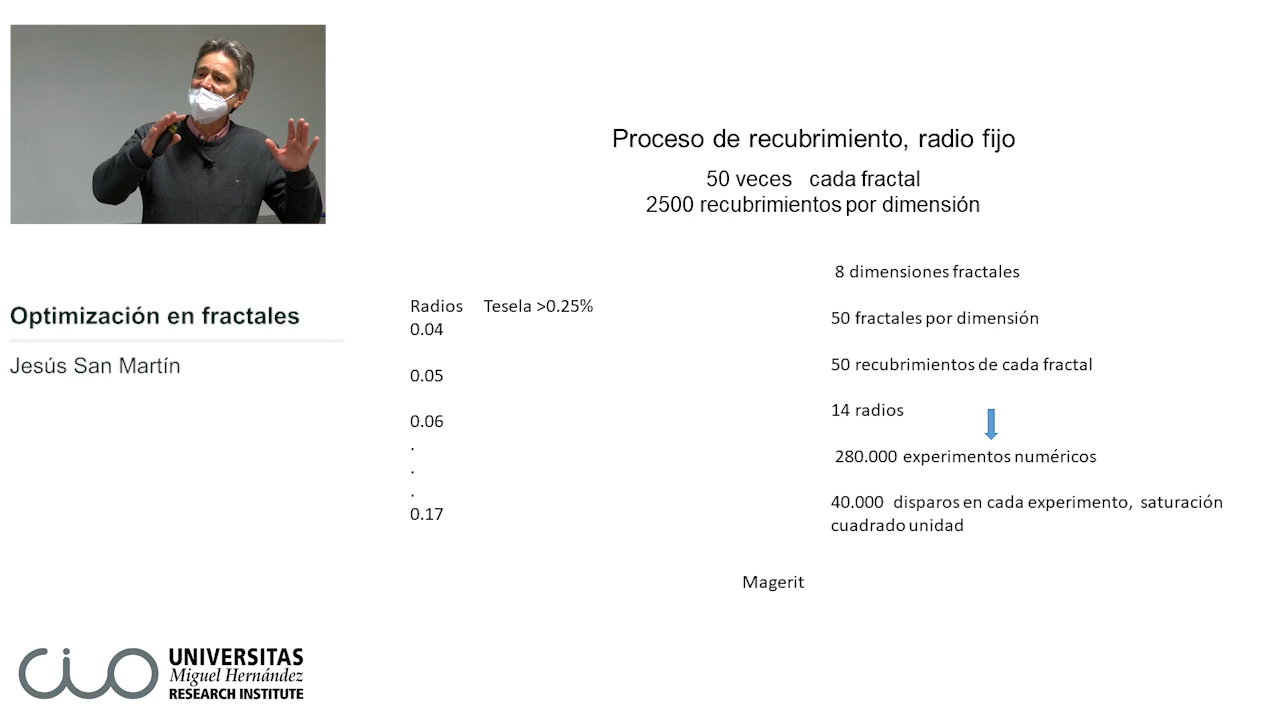 Proceso de recubrimiento, radio fijo
50 veces cada fractal
2500 recubrimientos por dimensión
Optimización en fractales
Jesús San Martín
Radios Tesela >0.25%
0.04
0.05
0.06
.
.
.
0.17
8 dimensiones fractales
50 fractales por dimensión
50 recubrimientos de cada fractal
14 radios
280.000 experimentos numéricos
40.000 disparos en cada experimento, saturación
cuadrado unidad
Magerit
cio
UNIVERSITAS
Miguel Hernández
RESEARCH INSTITUTE